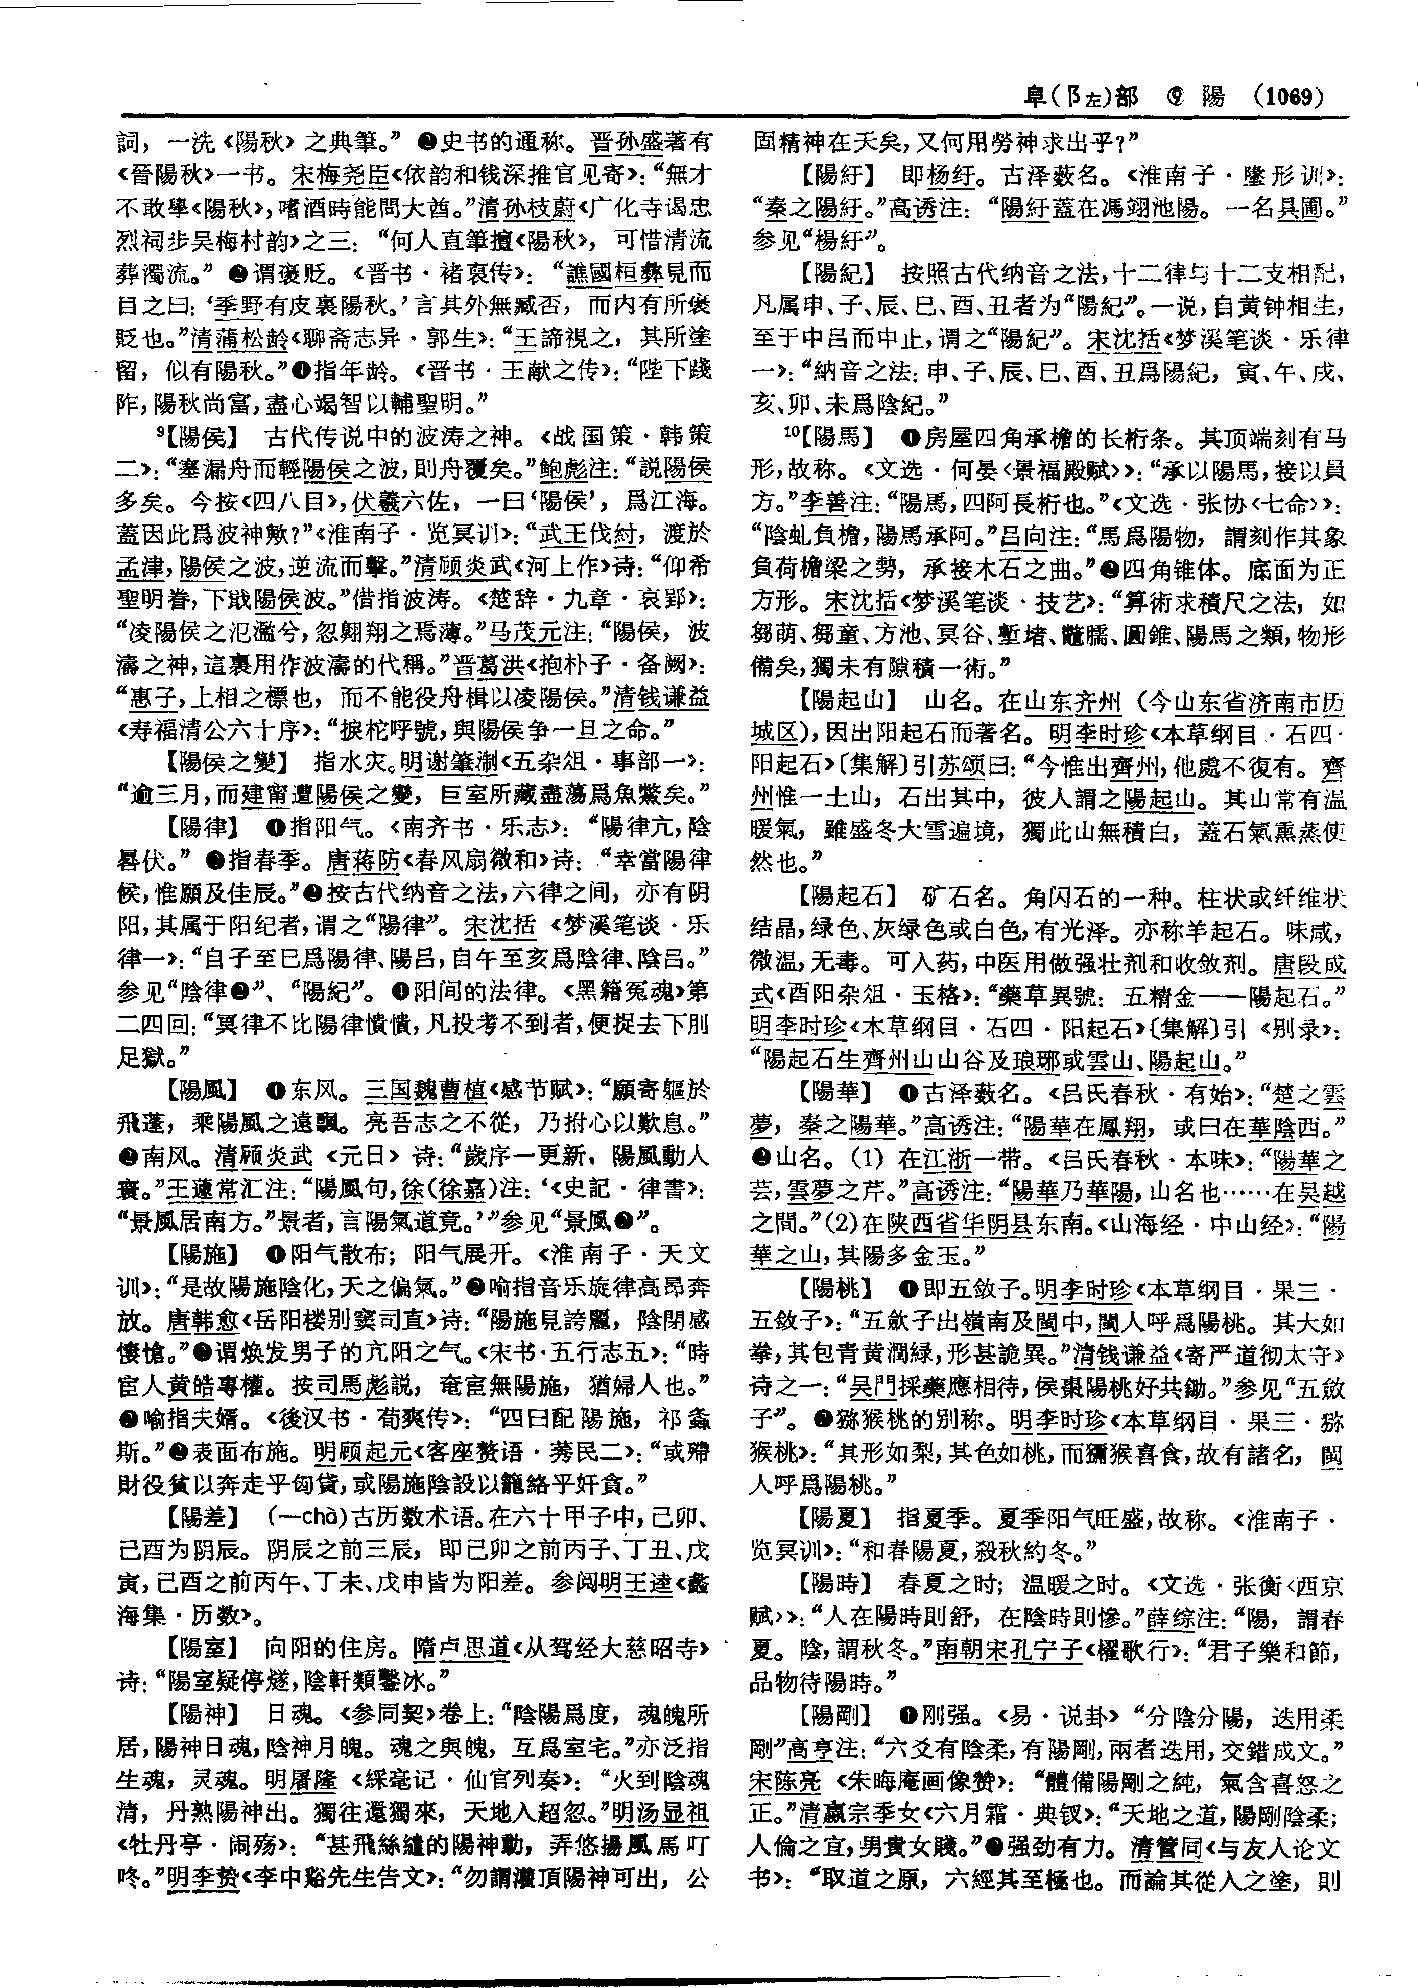 阜(阝左)部 ⑨ 陽 (1069)
詞，一洗《陽秋》之典筆。”❷史书的通称。晋孙盛著有
《晉陽秋》一书。宋梅尧臣《依韵和钱深推官见寄》：“無才
不敢學《陽秋》，嗜酒時能問大酋。”清孙枝蔚《广化寺谒忠
烈祠步吴梅村韵》之三：“何人直筆擅《陽秋》，可惜清流
葬濁流。”❸谓褒贬。《晋书·褚裒传》：“譙國桓彝見而
目之曰：‘季野有皮裏陽秋。’言其外無臧否，而内有所褒
貶也。”清蒲松龄《聊斋志异·郭生》：“王諦視之，其所塗
留，似有陽秋。”❹指年龄。《晋书·王献之传》：“陛下踐
阼，陽秋尚富，盡心竭智以輔聖明。”
⁹【陽侯】 古代传说中的波涛之神。《战国策·韩策
二》：“塞漏舟而輕陽侯之波，則舟覆矣。”鲍彪注：“説陽侯
多矣。今按《四八目》，伏羲六佐，一曰‘陽侯’，爲江海。
蓋因此爲波神歟？”《淮南子·览冥训》：“武王伐紂，渡於
孟津，陽侯之波，逆流而擊。”清顾炎武《河上作》诗：“仰希
聖明眷，下戢陽侯波。”借指波涛。《楚辞·九章·哀郢》：
“凌陽侯之氾濫兮，忽翺翔之焉薄。”马茂元注：“陽侯，波
濤之神，這裏用作波濤的代稱。”晋葛洪《抱朴子·备阙》：
“惠子，上相之標也，而不能役舟楫以凌陽侯。”清钱谦益
《寿福清公六十序》：“捩柁呼號，與陽侯争一旦之命。”
【陽侯之變】 指水灾。明谢肇淛《五杂俎·事部一》：
“逾三月，而建甯遭陽侯之變，巨室所藏盡蕩爲魚鱉矣。”
【陽律】 ❶指阳气。《南齐书·乐志》：“陽律亢，陰
晷伏。”❷指春季。唐蒋防《春风扇微和》诗：“幸當陽律
候，惟願及佳辰。”❸按古代纳音之法，六律之间，亦有阴
阳，其属于阳纪者，谓之“陽律”。宋沈括《梦溪笔谈·乐
律一》：“自子至巳爲陽律、陽吕，自午至亥爲陰律、陰吕。”
参见“陰律❷”、“陽紀”。❹阳间的法律。《黑籍冤魂》第
二四回：“冥律不比陽律憒憒，凡投考不到者，便捉去下刖
足獄。”
【陽風】 ❶东风。三国魏曹植《感节赋》：“願寄軀於
飛蓬，乘陽風之遠飄。亮吾志之不從，乃拊心以歎息。”
❷南风。清顾炎武《元日》诗：“歲序一更新，陽風動人
寰。”王蘧常汇注：“陽風句，徐（徐嘉）注：‘《史記·律書》：
“景風居南方。”景者，言陽氣道竟。’”参见“景風❷”。
【陽施】 ❶阳气散布；阳气展开。《淮南子·天文
训》：“是故陽施陰化，天之偏氣。”❷喻指音乐旋律高昂奔
放。唐韩愈《岳阳楼别窦司直》诗：“陽施見誇麗，陰閉感
悽愴。”❸谓焕发男子的亢阳之气。《宋书·五行志五》：“時
宦人黄皓專權。按司馬彪説，奄宦無陽施，猶婦人也。”
❹喻指夫婿。《後汉书·荀爽传》：“四曰配陽施，祁螽
斯。”❺表面布施。明顾起元《客座赘语·莠民二》：“或殢
財役貧以奔走乎匃貸，或陽施陰設以籠絡乎奸貪。”
【陽差】 （一chà）古历数术语。在六十甲子中，己卯、
己酉为阴辰。阴辰之前三辰，即己卯之前丙子、丁丑、戊
寅，己酉之前丙午、丁未、戊申皆为阳差。参阅明王逵《蠡
海集·历数》。
【陽室】 向阳的住房。隋卢思道《从驾经大慈昭寺》
诗：“陽室疑停燧，陰軒類鑿冰。”
【陽神】 日魂。《参同契》卷上：“陰陽爲度，魂魄所
居，陽神日魂，陰神月魄。魂之與魄，互爲室宅。”亦泛指
生魂，灵魂。明屠隆《綵毫记·仙官列奏》：“火到陰魂
消，丹熟陽神出。獨往還獨來，天地入超忽。”明汤显祖
《牡丹亭·闹殇》：“甚飛絲繾的陽神動，弄悠揚風馬叮
咚。”明李贽《李中谿先生告文》：“勿謂灌頂陽神可出，公
固精神在天矣，又何用勞神求出乎？”
【陽紆】 即杨纡。古泽薮名。《淮南子·墬形训》：
“秦之陽紆。”高诱注：“陽紆蓋在馮翊池陽。一名具圃。”
参见“楊紆”。
【陽紀】 按照古代纳音之法，十二律与十二支相配，
凡属申、子、辰、巳、酉、丑者为“陽紀”。一说，自黄钟相生，
至于中吕而中止，谓之“陽紀”。宋沈括《梦溪笔谈·乐律
一》：“納音之法：申、子、辰、巳、酉、丑爲陽紀，寅、午、戌、
亥、卯、未爲陰紀。”
¹⁰【陽馬】 ❶房屋四角承檐的长桁条。其顶端刻有马
形，故称。《文选·何晏〈景福殿赋〉》：“承以陽馬，接以員
方。”李善注：“陽馬，四阿長桁也。”《文选·张协〈七命〉》：
“陰虬負檐，陽馬承阿。”吕向注：“馬爲陽物，謂刻作其象
負荷檐梁之勢，承接木石之曲。”❷四角锥体。底面为正
方形。宋沈括《梦溪笔谈·技艺》：“算術求積尺之法，如
芻萌、芻童、方池、冥谷、塹堵、鼈臑、圓錐、陽馬之類，物形
備矣，獨未有隙積一術。”
【陽起山】 山名。在山东齐州（今山东省济南市历
城区），因出阳起石而著名。明李时珍《本草纲目·石四·
阳起石》〔集解〕引苏颂曰：“今惟出齊州，他處不復有。齊
州惟一土山，石出其中，彼人謂之陽起山。其山常有温
暖氣，雖盛冬大雪遍境，獨此山無積白，蓋石氣熏蒸使
然也。”
【陽起石】 矿石名。角闪石的一种。柱状或纤维状
结晶，绿色、灰绿色或白色，有光泽。亦称羊起石。味咸，
微温，无毒。可入药，中医用做强壮剂和收敛剂。唐段成
式《酉阳杂俎·玉格》：“藥草異號：五精金——陽起石。”
明李时珍《本草纲目·石四·阳起石》〔集解〕引《别录》：
“陽起石生齊州山山谷及琅琊或雲山、陽起山。”
【陽華】 ❶古泽薮名。《吕氏春秋·有始》：“楚之雲
夢，秦之陽華。”高诱注：“陽華在鳳翔，或曰在華陰西。”
❷山名。（1）在江浙一带。《吕氏春秋·本味》：“陽華之
芸，雲夢之芹。”高诱注：“陽華乃華陽，山名也……在吴越
之間。”（2）在陕西省华阴县东南。《山海经·中山经》：“陽
華之山，其陽多金玉。”
【陽桃】 ❶即五敛子。明李时珍《本草纲目·果三·
五敛子》：“五歛子出嶺南及閩中，閩人呼爲陽桃。其大如
拳，其包青黄潤緑，形甚詭異。”清钱谦益《寄严道彻太守》
诗之一：“吴門採藥應相待，侯棗陽桃好共鋤。”参见“五斂
子”。❷猕猴桃的别称。明李时珍《本草纲目·果三·猕
猴桃》：“其形如梨，其色如桃，而獼猴喜食，故有諸名，閩
人呼爲陽桃。”
【陽夏】 指夏季。夏季阳气旺盛，故称。《淮南子·
览冥训》：“和春陽夏，殺秋約冬。”
【陽時】 春夏之时；温暖之时。《文选·张衡〈西京
赋〉》：“人在陽時則舒，在陰時則慘。”薛综注：“陽，謂春
夏。陰，謂秋冬。”南朝宋孔宁子《櫂歌行》：“君子樂和節，
品物待陽時。”
【陽剛】 ❶刚强。《易·说卦》“分陰分陽，迭用柔
剛”高亨注：“六爻有陰柔，有陽剛，兩者迭用，交錯成文。”
宋陈亮《朱晦庵画像赞》：“體備陽剛之純，氣含喜怒之
正。”清嬴宗季女《六月霜·典钗》：“天地之道，陽剛陰柔；
人倫之宜，男貴女賤。”❷强劲有力。清管同《与友人论文
书》：“取道之原，六經其至極也。而論其從入之塗，則